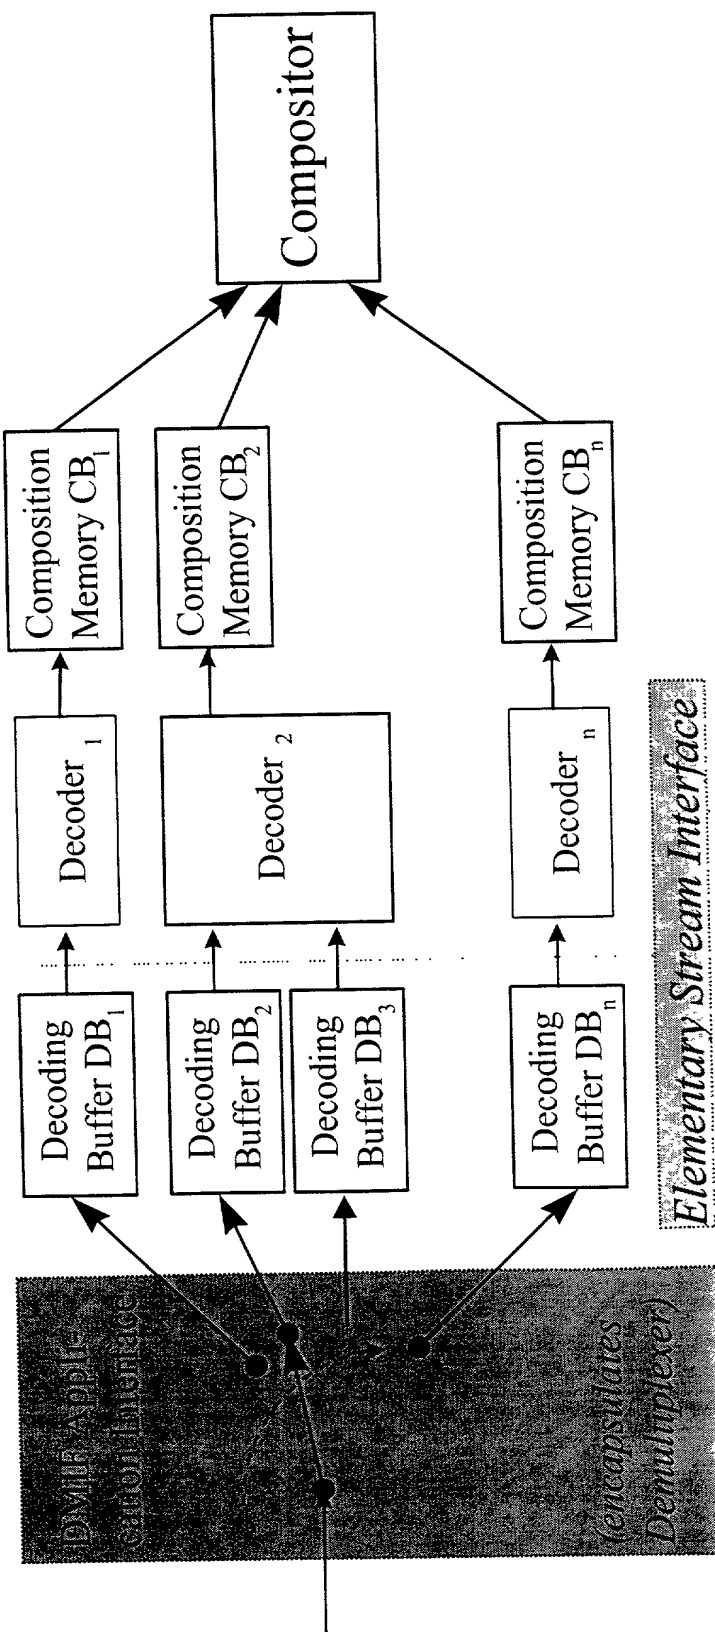 DMIF Appli-
cation Interface
(encapsulates
Demultiplexer)
Decoding
Buffer DB₁
Decoding
Buffer DB₂
Decoding
Buffer DB₃
Decoding
Buffer DBₙ
Elementary Stream Interface
Decoder ₁
Decoder ₂
Decoder ₙ
Composition
Memory CB₁
Composition
Memory CB₂
Composition
Memory CBₙ
Compositor